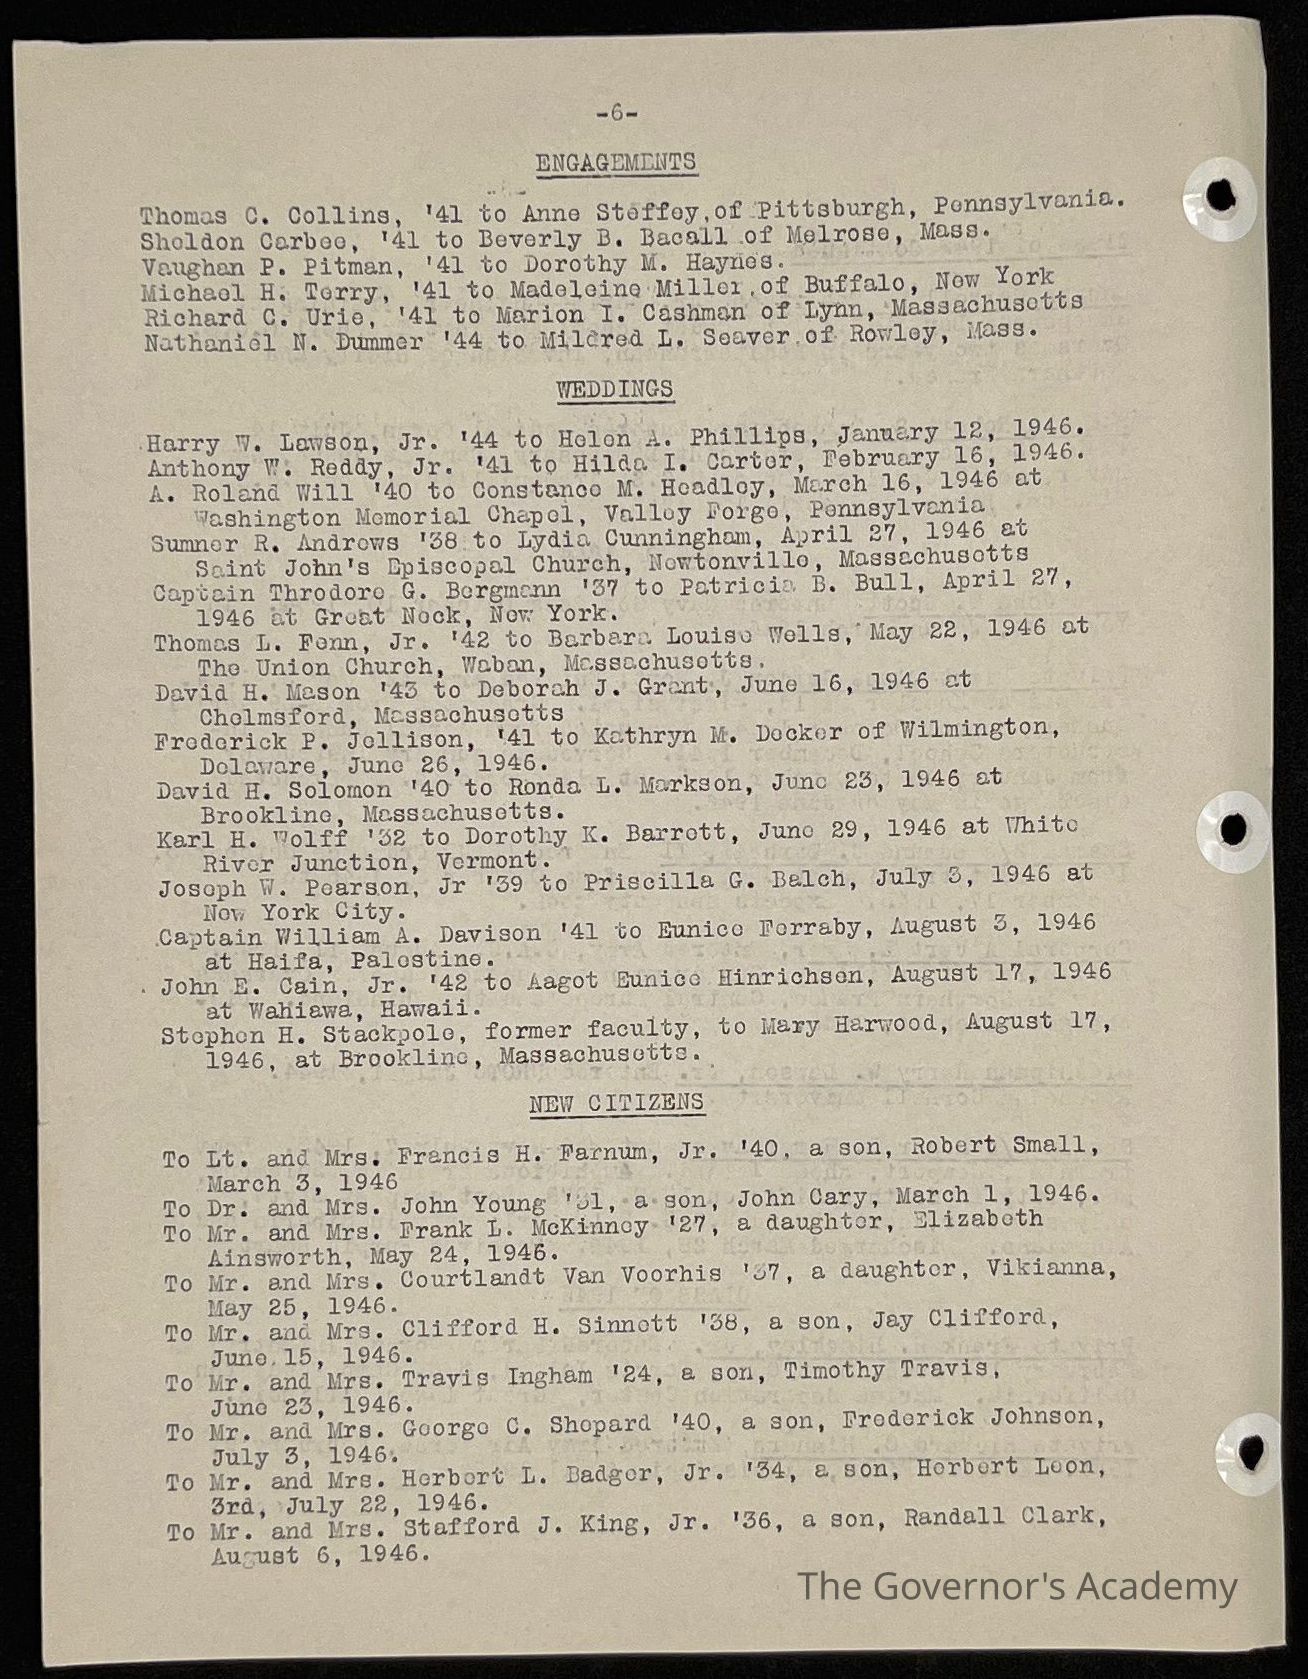 -6-
ENGAGEMENTS
Thomas C. Collins, '41 to Anne Steffey,of Pittsburgh, Pennsylvania.
Sheldon Carbee, '41 to Beverly B. Bacall of Melrose, Mass.
Vaughan P. Pitman, '41 to Dorothy M. Haynes.
Michael H. Terry, '41 to Madeleine Miller of Buffalo, New York
Richard C. Urie, '41 to Marion I. Cashman of Lynn, Massachusetts
Nathaniel N. Dummer '44 to Mildred L. Seaver of Rowley, Mass.
WEDDINGS
Harry W. Lawson, Jr. '44 to Helen A. Phillips, January 12, 1946.
Anthony W. Reddy, Jr. '41 to Hilda I. Carter, February 16, 1946.
A. Roland Will '40 to Constance M. Headley, March 16, 1946 at
Washington Memorial Chapel, Valley Forge, Pennsylvania
Sumner R. Andrews '38 to Lydia Cunningham, April 27, 1946 at
Saint John's Episcopal Church, Newtonville, Massachusetts
Captain Throdore G. Bergmann '37 to Patricia B. Bull, April 27,
1946 at Great Neck, New York.
Thomas L. Fenn, Jr. '42 to Barbara Louise Wells, May 22, 1946 at
The Union Church, Waban, Massachusetts.
David H. Mason '43 to Deborah J. Grant, June 16, 1946 at
Chelmsford, Massachusetts
Frederick P. Jellison, '41 to Kathryn M. Decker of Wilmington,
Delaware, June 26, 1946.
David H. Solomon '40 to Ronda L. Markson, June 23, 1946 at
Brookline, Massachusetts.
Karl H. Wolff '32 to Dorothy K. Barrett, June 29, 1946 at White
River Junction, Vermont.
Joseph W. Pearson, Jr '39 to Priscilla G. Balch, July 3, 1946 at
New York City.
Captain William A. Davison '41 to Eunice Ferraby, August 3, 1946
at Haifa, Palestine.
John E. Cain, Jr. '42 to Aagot Eunice Hinrichsen, August 17, 1946
at Wahiawa, Hawaii.
Stephen H. Stackpole, former faculty, to Mary Harwood, August 17,
1946, at Brookline, Massachusetts.
NEW CITIZENS
To Lt. and Mrs. Francis H. Farnum, Jr. '40, a son, Robert Small,
March 3, 1946
To Dr. and Mrs. John Young '31, a son, John Cary, March 1, 1946.
To Mr. and Mrs. Frank L. McKinney '27, a daughter, Elizabeth
Ainsworth, May 24, 1946.
To Mr. and Mrs. Courtlandt Van Voorhis '37, a daughter, Vikianna,
May 25, 1946.
To Mr. and Mrs. Clifford H. Sinnett '38, a son, Jay Clifford,
June 15, 1946.
To Mr. and Mrs. Travis Ingham '24, a son, Timothy Travis,
June 23, 1946.
To Mr. and Mrs. George C. Shepard '40, a son, Frederick Johnson,
July 3, 1946.
To Mr. and Mrs. Herbert L. Badger, Jr. '34, a son, Herbert Leon,
3rd, July 22, 1946.
To Mr. and Mrs. Stafford J. King, Jr. '36, a son, Randall Clark,
August 6, 1946.
The Governor's Academy